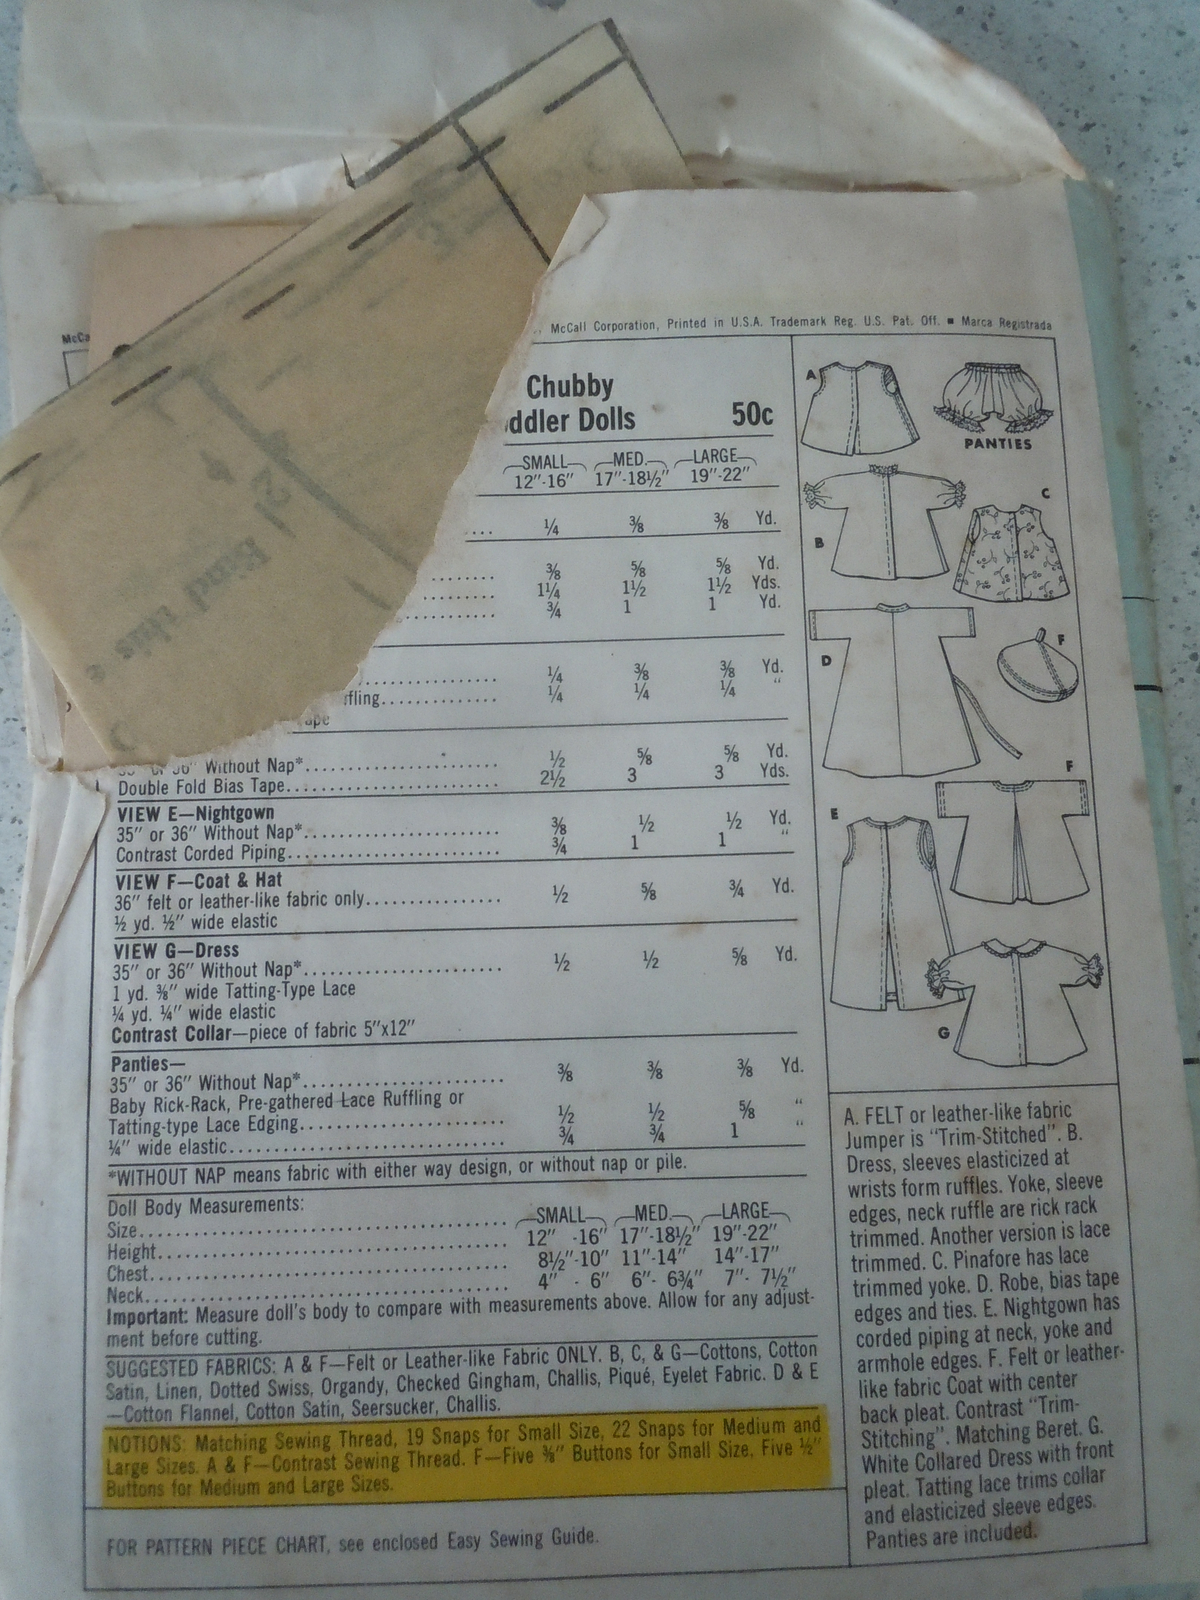 McCa
McCall Corporation, Printed in U.S.A. Trademark Reg. U.S. Pat. Off. ■ Marca Registrada
Chubby
ddler Dolls 50c
SMALL MED. LARGE
12"-16" 17"-18½" 19"-22"
.... ¼ ⅜ ⅜ Yd.
........ ⅜ ⅝ ⅝ Yd.
........ 1¼ 1½ 1½ Yds.
........ ¾ 1 1 Yd.
........ ¼ ⅜ ⅜ Yd.
ffling........ ¼ ¼ ¼ "
ape
35" or 36" Without Nap*........ ½ ⅝ ⅝ Yd.
Double Fold Bias Tape........ 2½ 3 3 Yds.
VIEW E—Nightgown
35" or 36" Without Nap*........ ⅜ ½ ½ Yd.
Contrast Corded Piping........ ¾ 1 1 "
VIEW F—Coat & Hat
36" felt or leather-like fabric only........ ½ ⅝ ¾ Yd.
½ yd. ½" wide elastic
VIEW G—Dress
35" or 36" Without Nap*........ ½ ½ ⅝ Yd.
1 yd. ⅜" wide Tatting-Type Lace
¼ yd. ¼" wide elastic
Contrast Collar—piece of fabric 5"x12"
Panties—
35" or 36" Without Nap*........ ⅜ ⅜ ⅜ Yd.
Baby Rick-Rack, Pre-gathered Lace Ruffling or
Tatting-type Lace Edging........ ½ ½ ⅝ "
¼" wide elastic........ ¾ ¾ 1 "
*WITHOUT NAP means fabric with either way design, or without nap or pile.
Doll Body Measurements:
SMALL MED. LARGE
Size
Height........ 12" -16" 17"-18½" 19"-22"
Chest........ 8½"-10" 11"-14" 14"-17"
Neck........ 4" - 6" 6"- 6¾" 7"- 7½"
Important: Measure doll's body to compare with measurements above. Allow for any adjust-
ment before cutting.
SUGGESTED FABRICS: A & F—Felt or Leather-like Fabric ONLY. B, C, & G—Cottons, Cotton
Satin, Linen, Dotted Swiss, Organdy, Checked Gingham, Challis, Piqué, Eyelet Fabric. D & E
—Cotton Flannel, Cotton Satin, Seersucker, Challis.
NOTIONS: Matching Sewing Thread, 19 Snaps for Small Size, 22 Snaps for Medium and
Large Sizes. A & F—Contrast Sewing Thread. F—Five ⅜" Buttons for Small Size, Five ½"
Buttons for Medium and Large Sizes.
FOR PATTERN PIECE CHART, see enclosed Easy Sewing Guide.
A
PANTIES
B
C
D
F
E
F
G
A. FELT or leather-like fabric
Jumper is "Trim-Stitched". B.
Dress, sleeves elasticized at
wrists form ruffles. Yoke, sleeve
edges, neck ruffle are rick rack
trimmed. Another version is lace
trimmed. C. Pinafore has lace
trimmed yoke. D. Robe, bias tape
edges and ties. E. Nightgown has
corded piping at neck, yoke and
armhole edges. F. Felt or leather-
like fabric Coat with center
back pleat. Contrast "Trim-
Stitching". Matching Beret. G.
White Collared Dress with front
pleat. Tatting lace trims collar
and elasticized sleeve edges.
Panties are included.